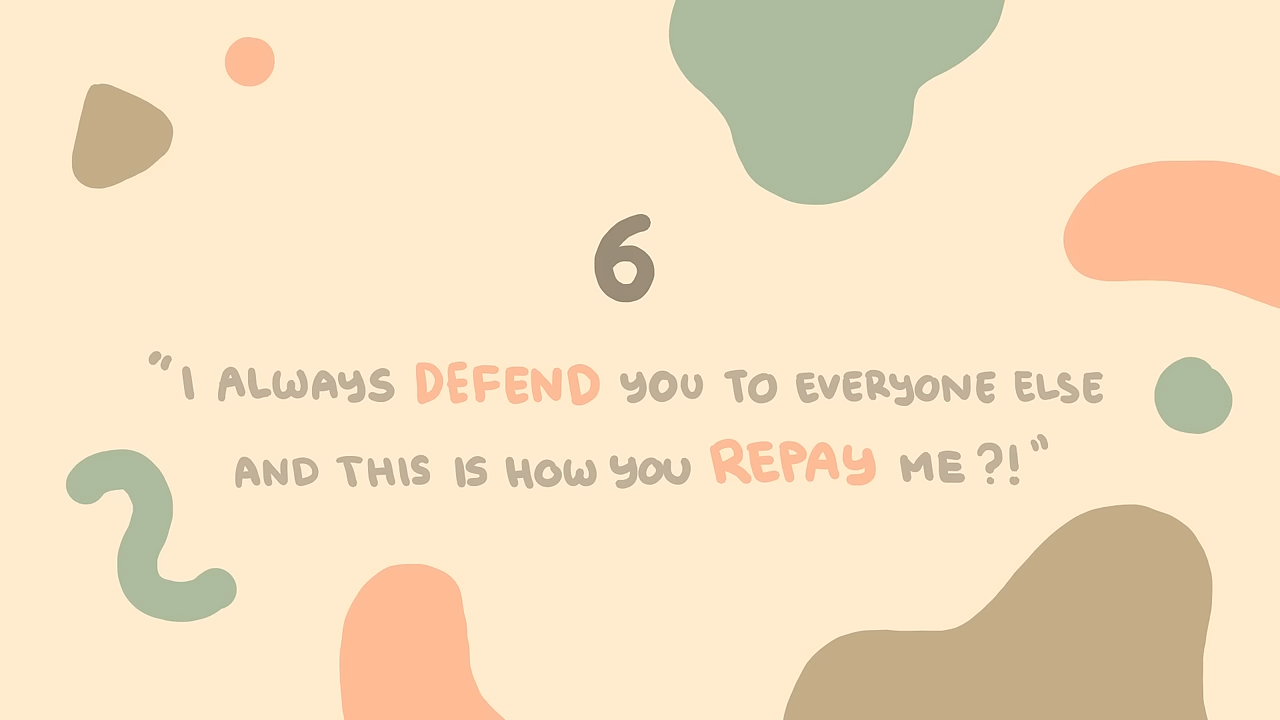 6
"I ALWAYS DEFEND YOU TO EVERYONE ELSE
AND THIS IS HOW YOU REPAY ME?!"